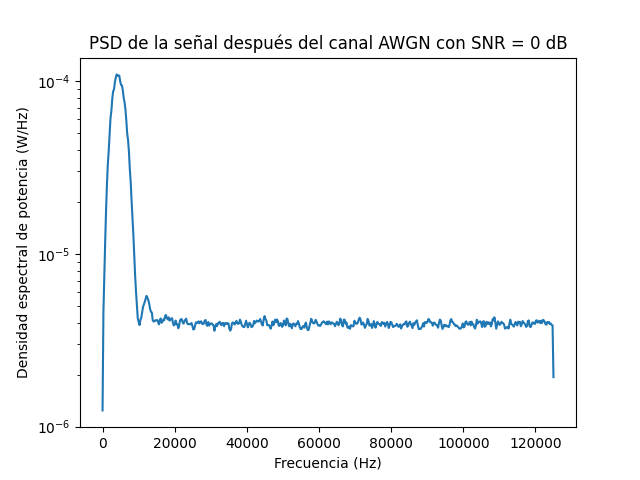 PSD de la señal después del canal AWGN con SNR = 0 dB
Densidad espectral de potencia (W/Hz)
10⁻⁴
10⁻⁵
10⁻⁶
0 20000 40000 60000 80000 100000 120000
Frecuencia (Hz)